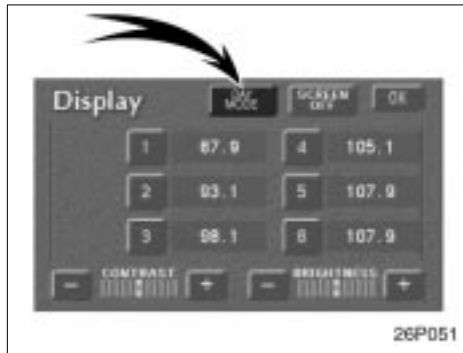 Display
DAY MODE
SCREEN OFF
OK
1 87.9 4 105.1
2 93.1 5 107.9
3 98.1 6 107.9
CONTRAST BRIGHTNESS
- + - +
26P051